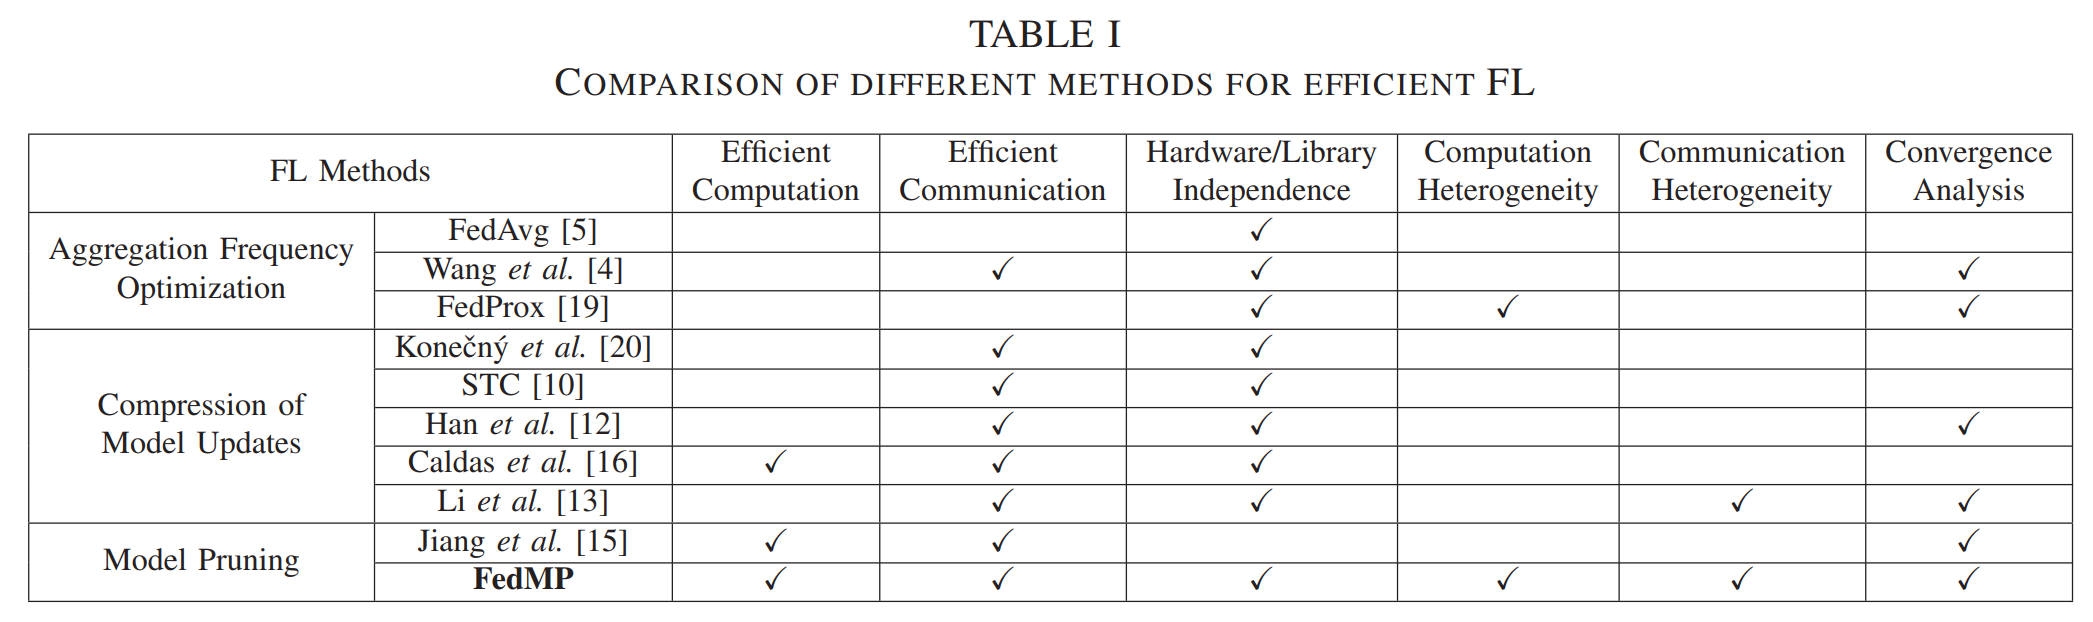 TABLE I
COMPARISON OF DIFFERENT METHODS FOR EFFICIENT FL
FL Methods
Efficient Computation
Efficient Communication
Hardware/Library Independence
Computation Heterogeneity
Communication Heterogeneity
Convergence Analysis
Aggregation Frequency
Optimization
FedAvg [5] ✓
Wang et al. [4] ✓ ✓ ✓
FedProx [19] ✓ ✓ ✓
Compression of
Model Updates
Konečný et al. [20] ✓ ✓
STC [10] ✓ ✓
Han et al. [12] ✓ ✓ ✓
Caldas et al. [16] ✓ ✓ ✓
Li et al. [13] ✓ ✓ ✓ ✓
Model Pruning
Jiang et al. [15] ✓ ✓ ✓
FedMP ✓ ✓ ✓ ✓ ✓ ✓